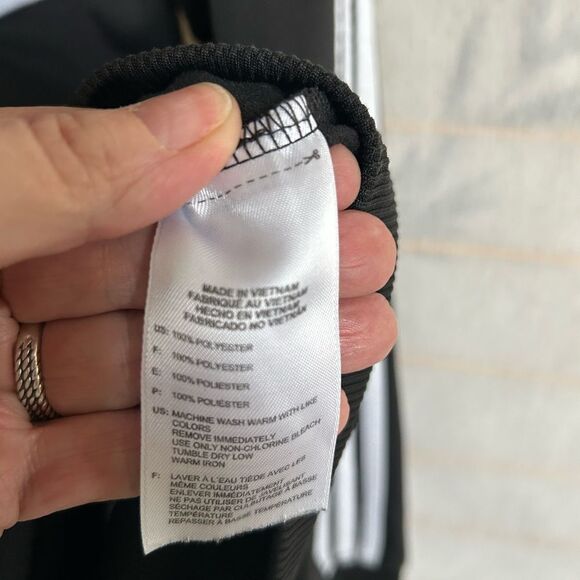 MADE IN VIETNAM
FABRIQUÉ AU VIETNAM
HECHO EN VIETNAM
FABRICADO NO VIETNÃ
US: 100% POLYESTER
F: 100% POLYESTER
E: 100% POLIESTER
P: 100% POLIÉSTER
US: MACHINE WASH WARM WITH LIKE
COLORS
REMOVE IMMEDIATELY
USE ONLY NON-CHLORINE BLEACH
TUMBLE DRY LOW
WARM IRON
F: LAVER À L'EAU TIÈDE AVEC LES
MÊME COULEURS
ENLEVER IMMÉDIATEMENT
NE PAS UTILISER DE JAVELLISANT
SÉCHAGE PAR CULBUTAGE À BASSE
TEMPÉRATURE
REPASSER À BASSE TEMPÉRATURE